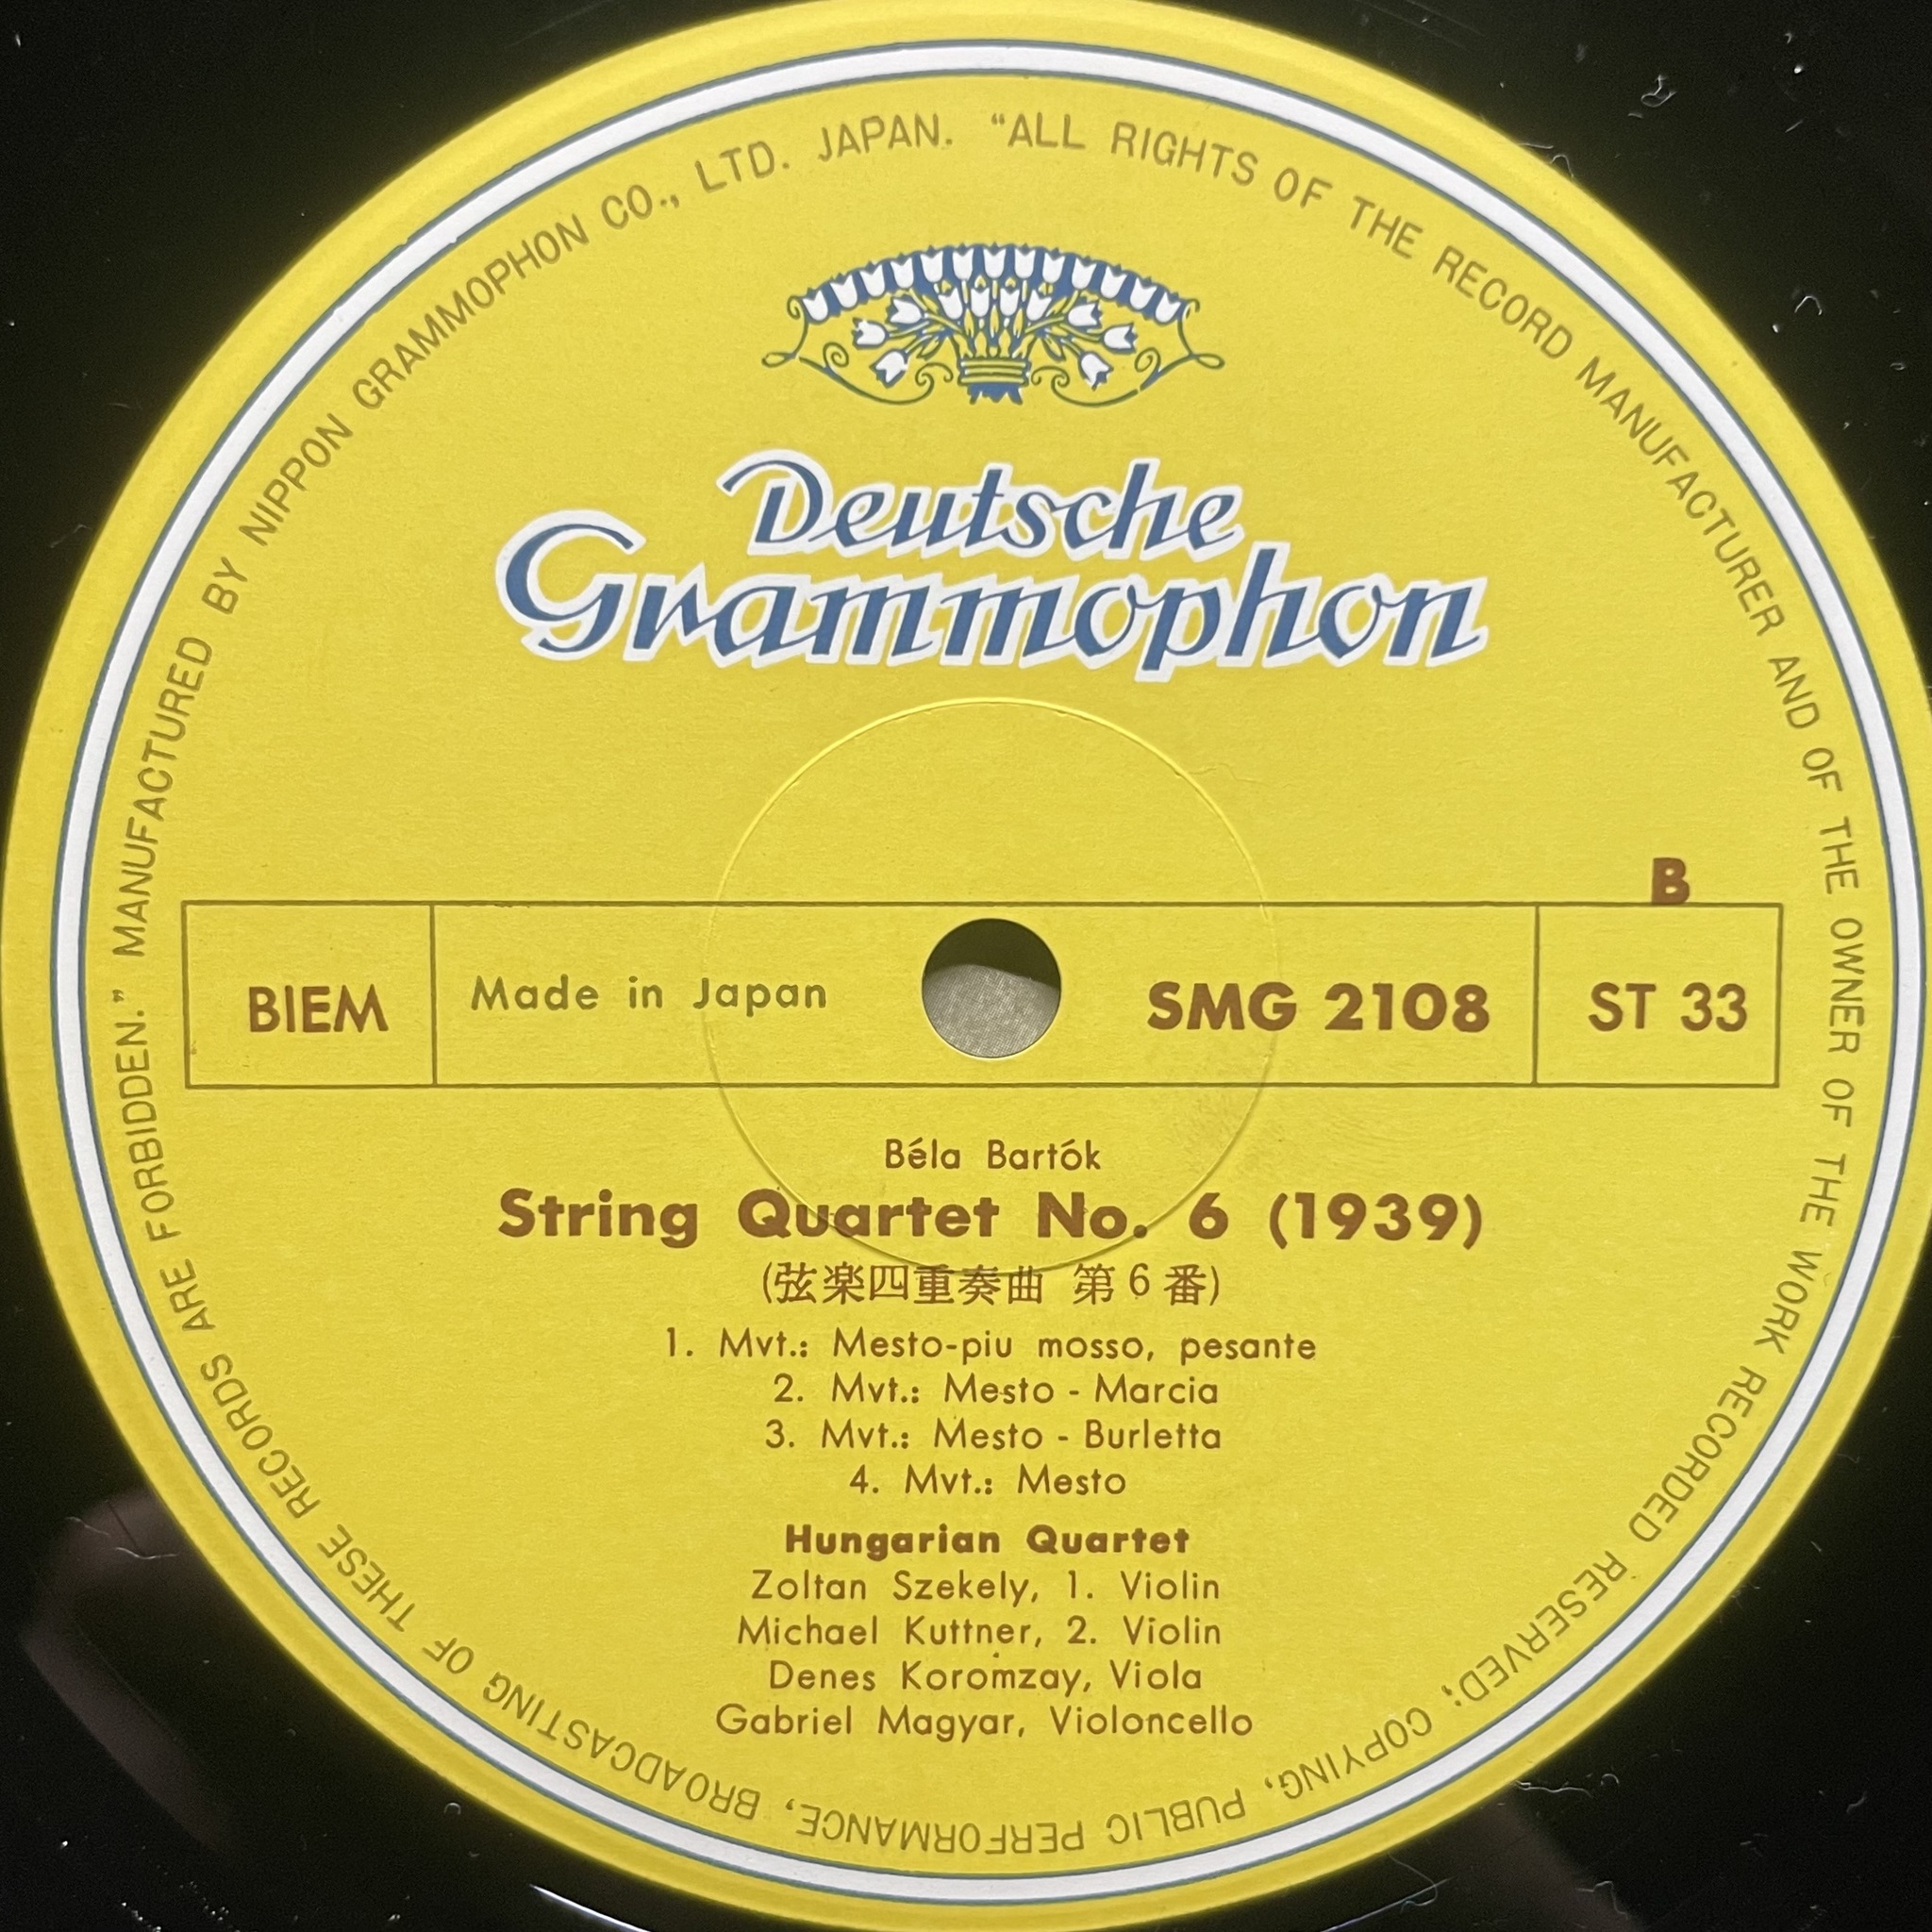 MANUFACTURED BY NIPPON GRAMMOPHON CO., LTD. JAPAN. "ALL RIGHTS OF THE RECORD MANUFACTURER AND OF THE OWNER OF THE WORK RECORDED RESERVED; COPYING, PUBLIC PERFORMANCE, BROADCASTING OF THESE RECORDS ARE FORBIDDEN."
Deutsche
Grammophon
B
BIEM Made in Japan SMG 2108 ST 33
Béla Bartók
String Quartet No. 6 (1939)
(弦楽四重奏曲 第6番)
1. Mvt.: Mesto-piu mosso, pesante
2. Mvt.: Mesto - Marcia
3. Mvt.: Mesto - Burletta
4. Mvt.: Mesto
Hungarian Quartet
Zoltan Szekely, 1. Violin
Michael Kuttner, 2. Violin
Denes Koromzay, Viola
Gabriel Magyar, Violoncello